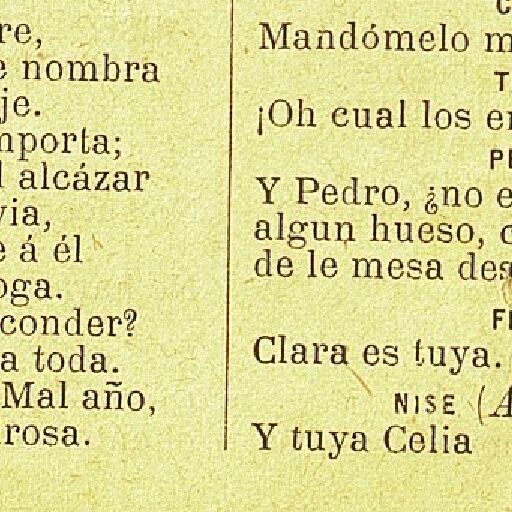 re,
nombra
je.
mporta;
alcázar
via,
á él
oga.
conder?
a toda.
Mal año,
rosa.
Mandómelo
¡Oh cual los
Y Pedro, ¿no
algun hueso,
de le mesa des
Clara es tuya.
NISE (A
Y tuya Celia